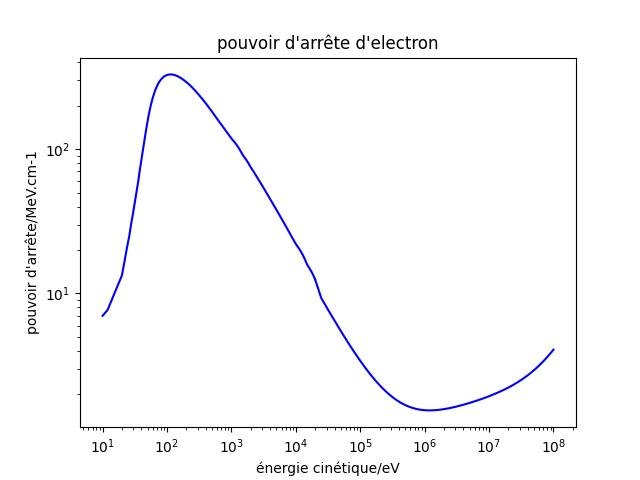 pouvoir d'arrête d'electron
pouvoir d'arrête/MeV.cm-1
10²
10¹
10¹ 10² 10³ 10⁴ 10⁵ 10⁶ 10⁷ 10⁸
énergie cinétique/eV